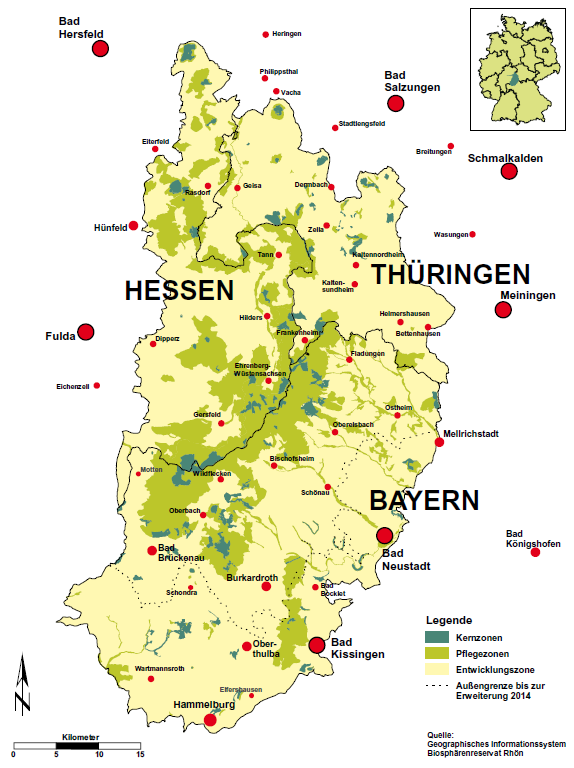 Bad
Hersfeld
Heringen
Philippsthal
Vacha
Bad
Salzungen
Stadtlengsfeld
Eiterfeld
Breitungen
Schmalkalden
Rasdorf
Geisa
Dermbach
Hünfeld
Zella
Wasungen
Tann
Kaltennordheim
THÜRINGEN
HESSEN
Kalten-
sundheim
Meiningen
Hilders
Helmershausen
Bettenhausen
Fulda
Dipperz
Frankenheim
Fladungen
Ehrenberg-
Wüstensachsen
Eichenzell
Gersfeld
Ostheim
Oberelsbach
Mellrichstadt
Motten
Wildflecken
Bischofsheim
Schönau
BAYERN
Oberbach
Bad
Brückenau
Bad
Neustadt
Bad
Königshofen
Burkardroth
Schondra
Bad
Bocklet
Legende
Kernzonen
Pflegezonen
Entwicklungszone
Außengrenze bis zur
Erweiterung 2014
Ober-
thulba
Bad
Kissingen
Wartmannsroth
Elfershausen
Hammelburg
N
Kilometer
0 5 10 15
Quelle:
Geographisches Informationssystem
Biosphärenreservat Rhön